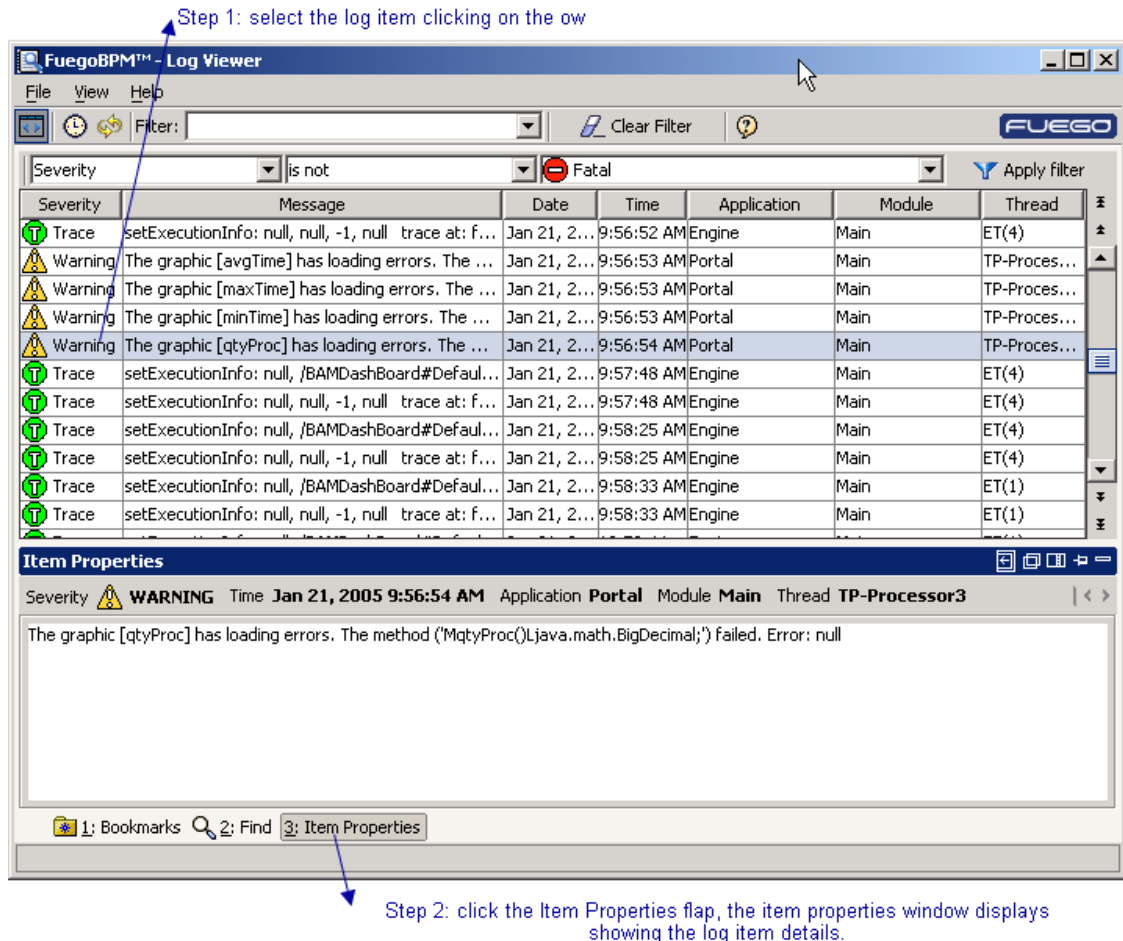 Step 1: select the log item clicking on the ow
FuegoBPM™ - Log Viewer
File View Help
Filter: Clear Filter FUEGO
Severity is not Fatal Apply filter
Severity Message Date Time Application Module Thread
Trace setExecutionInfo: null, null, -1, null trace at: f... Jan 21, 2... 9:56:52 AM Engine Main ET(4)
Warning The graphic [avgTime] has loading errors. The ... Jan 21, 2... 9:56:53 AM Portal Main TP-Proces...
Warning The graphic [maxTime] has loading errors. The ... Jan 21, 2... 9:56:53 AM Portal Main TP-Proces...
Warning The graphic [minTime] has loading errors. The ... Jan 21, 2... 9:56:53 AM Portal Main TP-Proces...
Warning The graphic [qtyProc] has loading errors. The ... Jan 21, 2... 9:56:54 AM Portal Main TP-Proces...
Trace setExecutionInfo: null, /BAMDashBoard#Defaul... Jan 21, 2... 9:57:48 AM Engine Main ET(4)
Trace setExecutionInfo: null, null, -1, null trace at: f... Jan 21, 2... 9:57:48 AM Engine Main ET(4)
Trace setExecutionInfo: null, /BAMDashBoard#Defaul... Jan 21, 2... 9:58:25 AM Engine Main ET(4)
Trace setExecutionInfo: null, null, -1, null trace at: f... Jan 21, 2... 9:58:25 AM Engine Main ET(4)
Trace setExecutionInfo: null, /BAMDashBoard#Defaul... Jan 21, 2... 9:58:33 AM Engine Main ET(1)
Trace setExecutionInfo: null, null, -1, null trace at: f... Jan 21, 2... 9:58:33 AM Engine Main ET(1)
Item Properties
Severity WARNING Time Jan 21, 2005 9:56:54 AM Application Portal Module Main Thread TP-Processor3
The graphic [qtyProc] has loading errors. The method ('MqtyProc()Ljava.math.BigDecimal;') failed. Error: null
1: Bookmarks 2: Find 3: Item Properties
Step 2: click the Item Properties flap, the item properties window displays
showing the log item details.